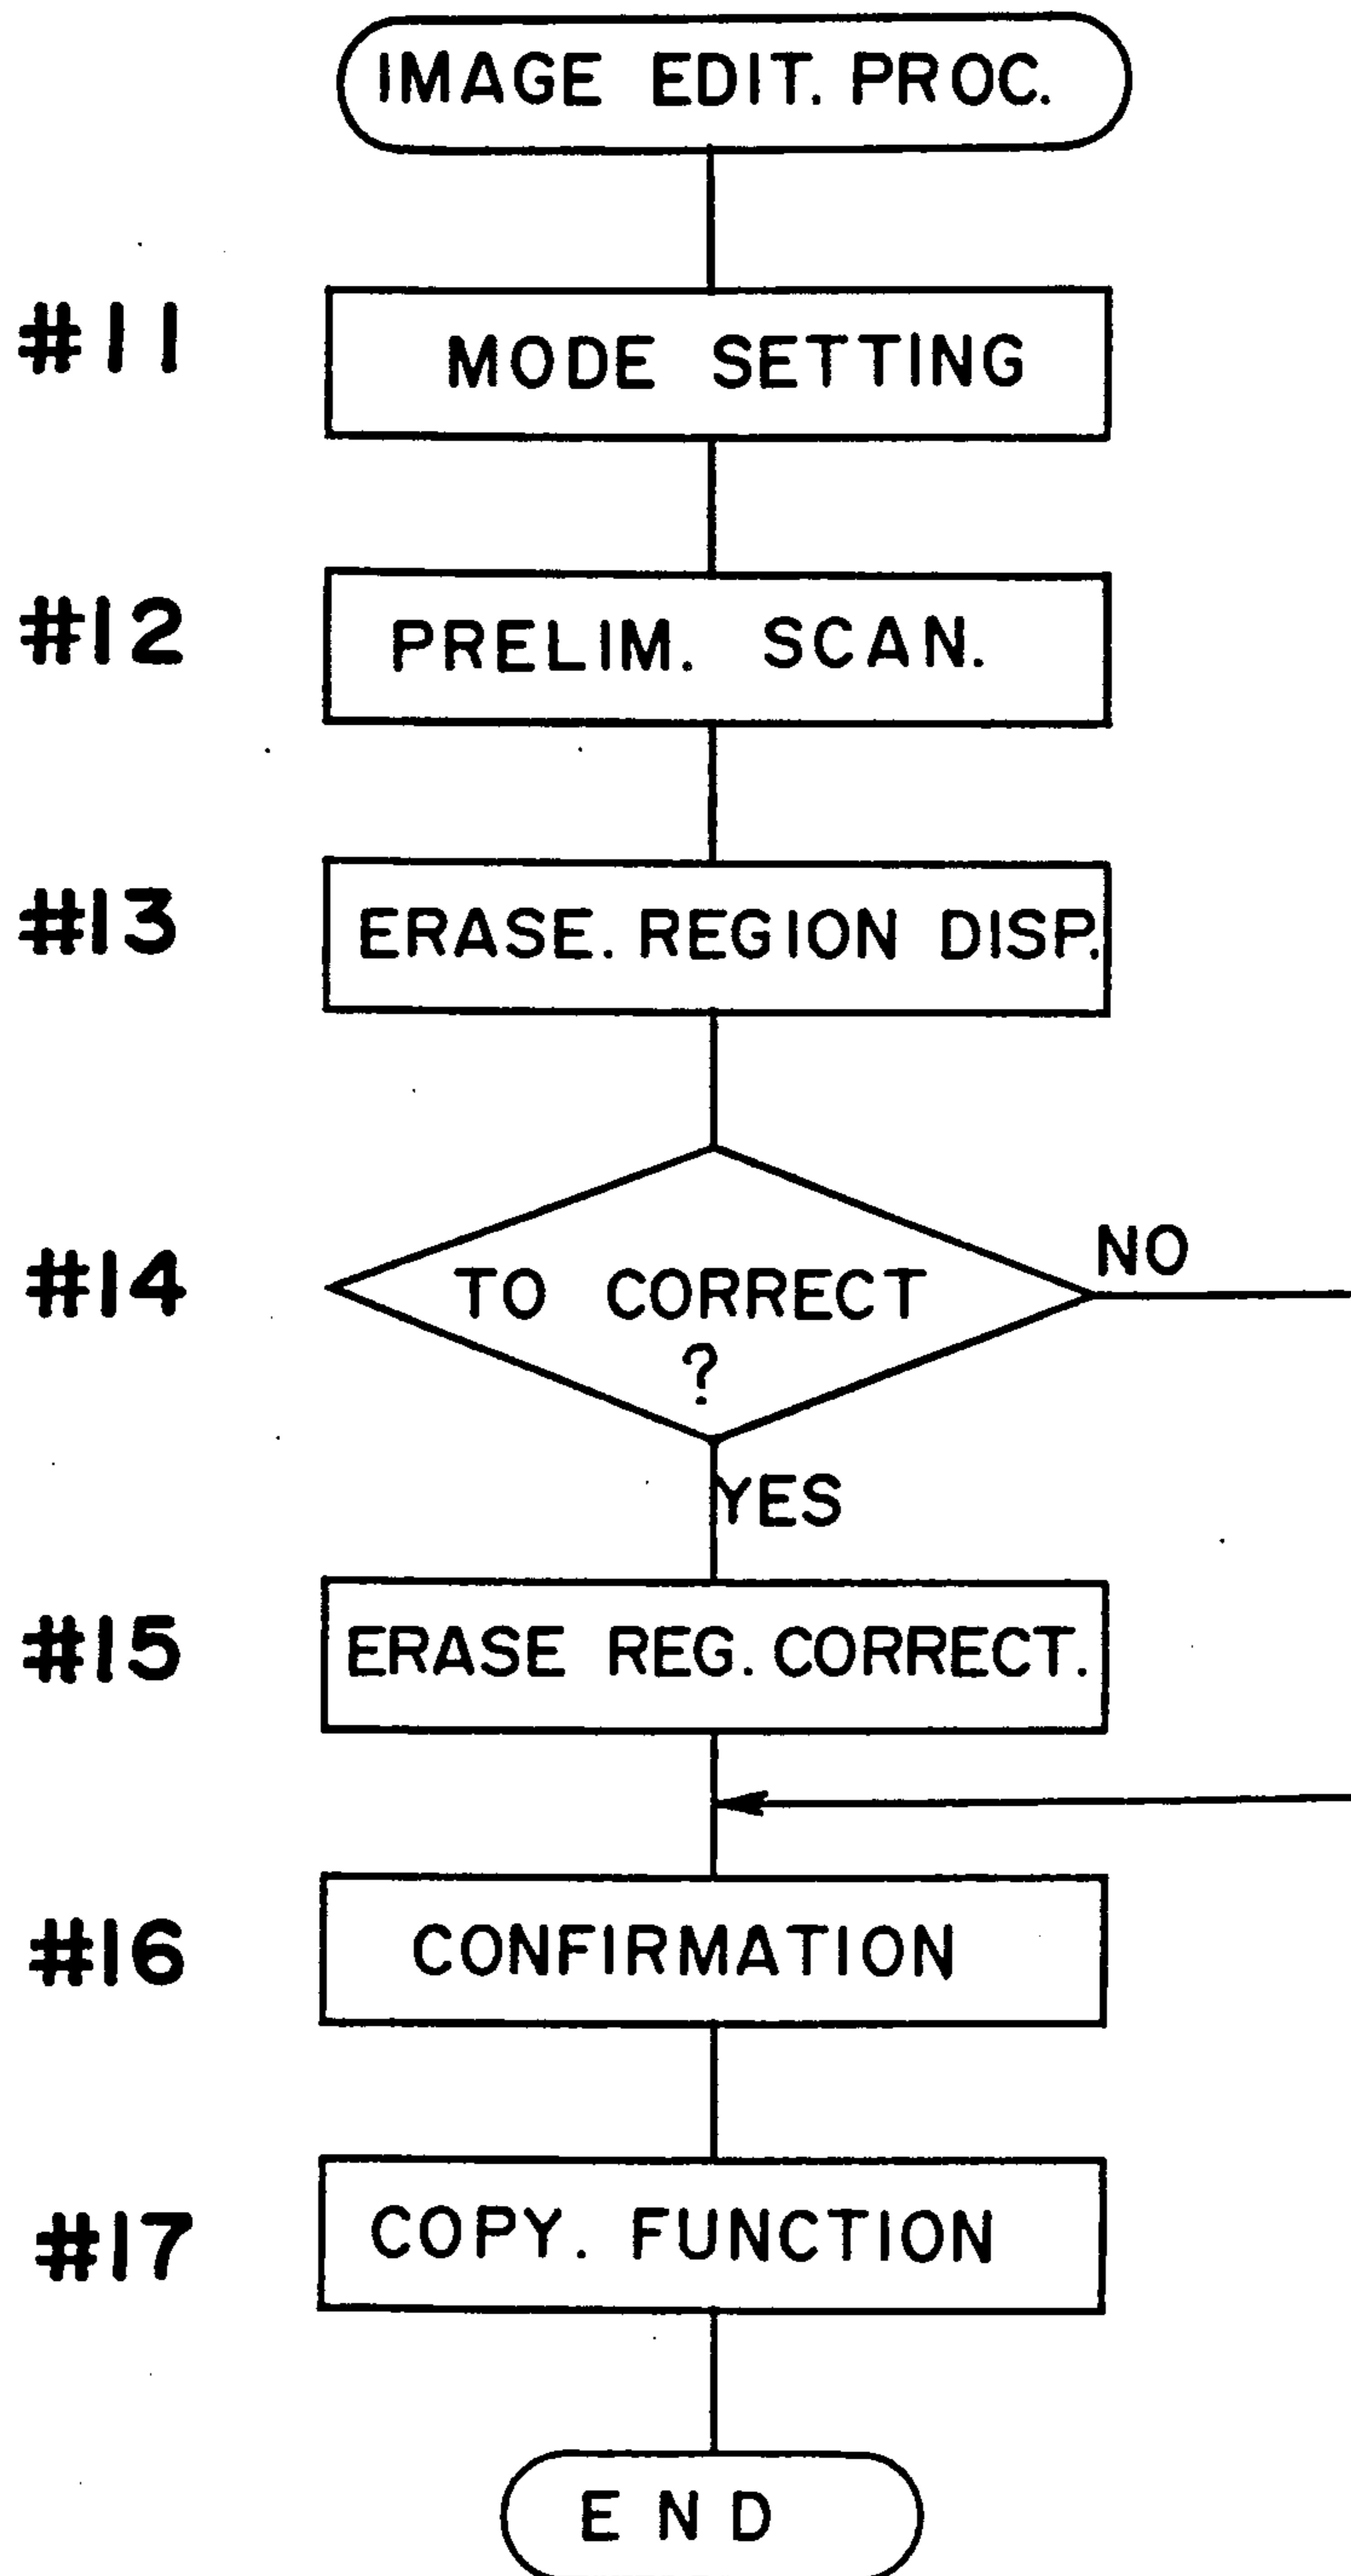 IMAGE EDIT. PROC.
#11
MODE SETTING
#12
PRELIM. SCAN.
#13
ERASE. REGION DISP.
#14
TO CORRECT
?
NO
YES
#15
ERASE REG. CORRECT.
#16
CONFIRMATION
#17
COPY. FUNCTION
END